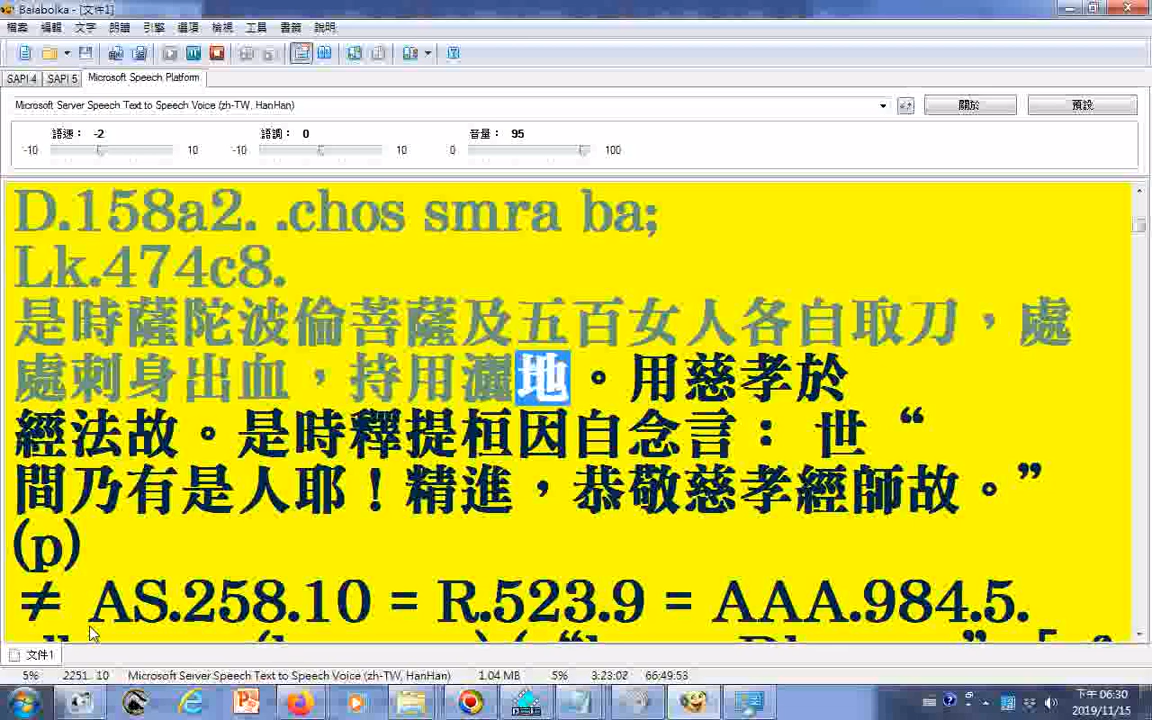 Balabolka - [文件1]
檔案 編輯 文字 朗讀 引擎 選項 檢視 工具 書籤 說明
SAPI 4 SAPI 5 Microsoft Speech Platform
Microsoft Server Speech Text to Speech Voice (zh-TW, HanHan) 關於 預設
語速： -2 語調： 0 音量： 95
-10 10 -10 10 0 100
D.158a2. .chos smra ba;
Lk.474c8.
是時薩陀波倫菩薩及五百女人各自取刀，處
處刺身出血，持用灑地。用慈孝於
經法故。是時釋提桓因自念言： 世“
間乃有是人耶！精進，恭敬慈孝經師故。”
(p)
≠ AS.258.10 = R.523.9 = AAA.984.5.
文件1
5% 2251: 10 Microsoft Server Speech Text to Speech Voice (zh-TW, HanHan) 1.04 MB 5% 3:23:02 66:49:53
下午 06:30
2019/11/15